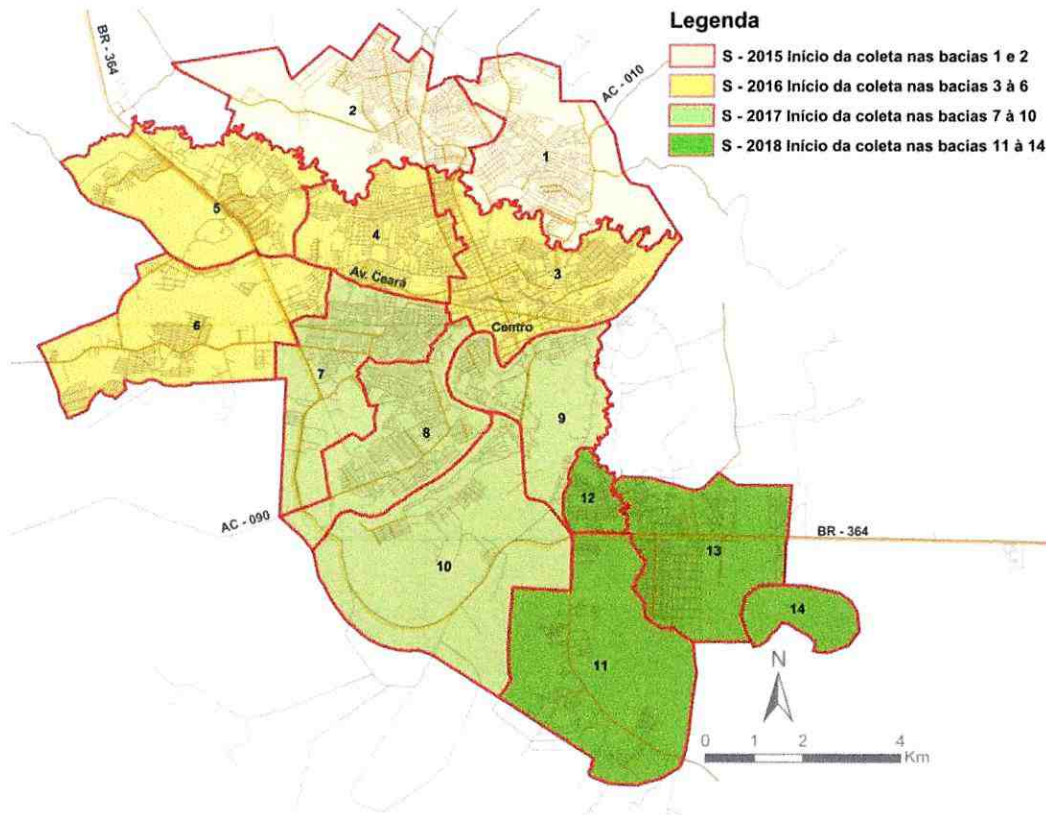 Legenda
S - 2015 Início da coleta nas bacias 1 e 2
S - 2016 Início da coleta nas bacias 3 à 6
S - 2017 Início da coleta nas bacias 7 à 10
S - 2018 Início da coleta nas bacias 11 à 14
BR - 364
AC - 010
2
1
5
4
3
Av. Ceará
Centro
6
7
8
9
12
AC - 090
BR - 364
13
10
14
11
N
0 1 2 4
Km